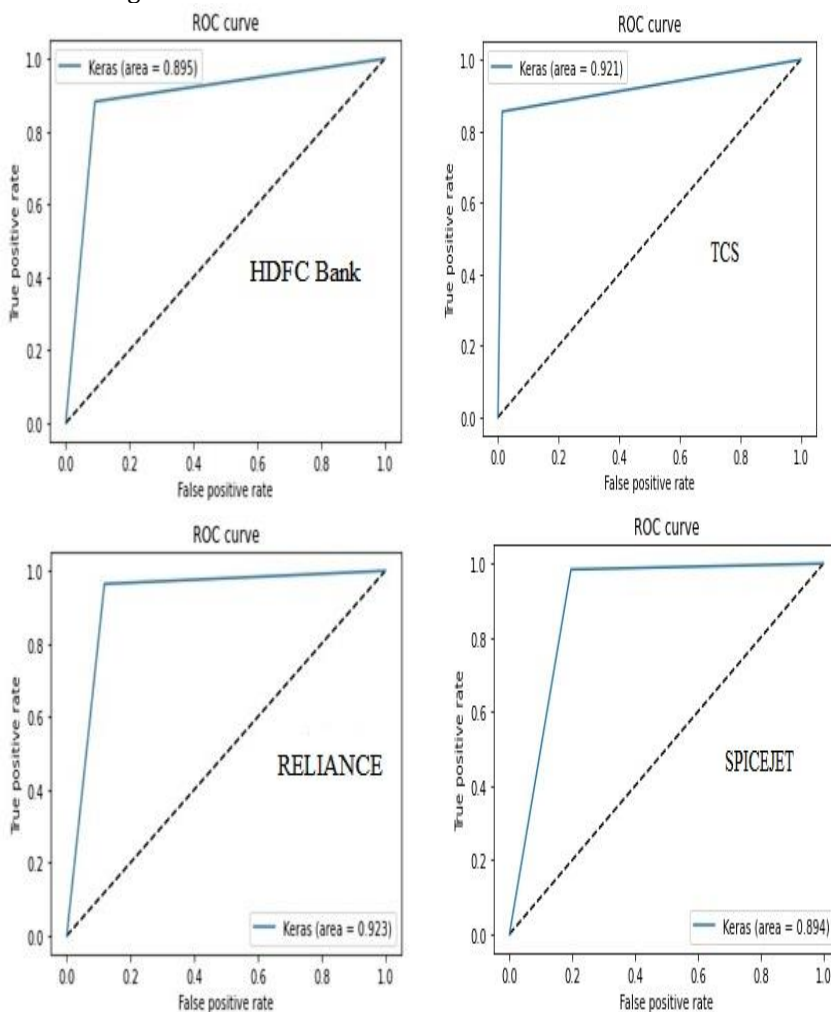 ROC curve
Keras (area = 0.895)
1.0
0.8
0.6
0.4
0.2
0.0
True positive rate
HDFC Bank
0.0 0.2 0.4 0.6 0.8 1.0
False positive rate
ROC curve
Keras (area = 0.921)
1.0
0.8
0.6
0.4
0.2
0.0
True positive rate
TCS
0.0 0.2 0.4 0.6 0.8 1.0
False positive rate
ROC curve
1.0
0.8
0.6
0.4
0.2
0.0
True positive rate
RELIANCE
Keras (area = 0.923)
0.0 0.2 0.4 0.6 0.8 1.0
False positive rate
ROC curve
1.0
0.8
0.6
0.4
0.2
0.0
True positive rate
SPICEJET
Keras (area = 0.894)
0.0 0.2 0.4 0.6 0.8 1.0
False positive rate